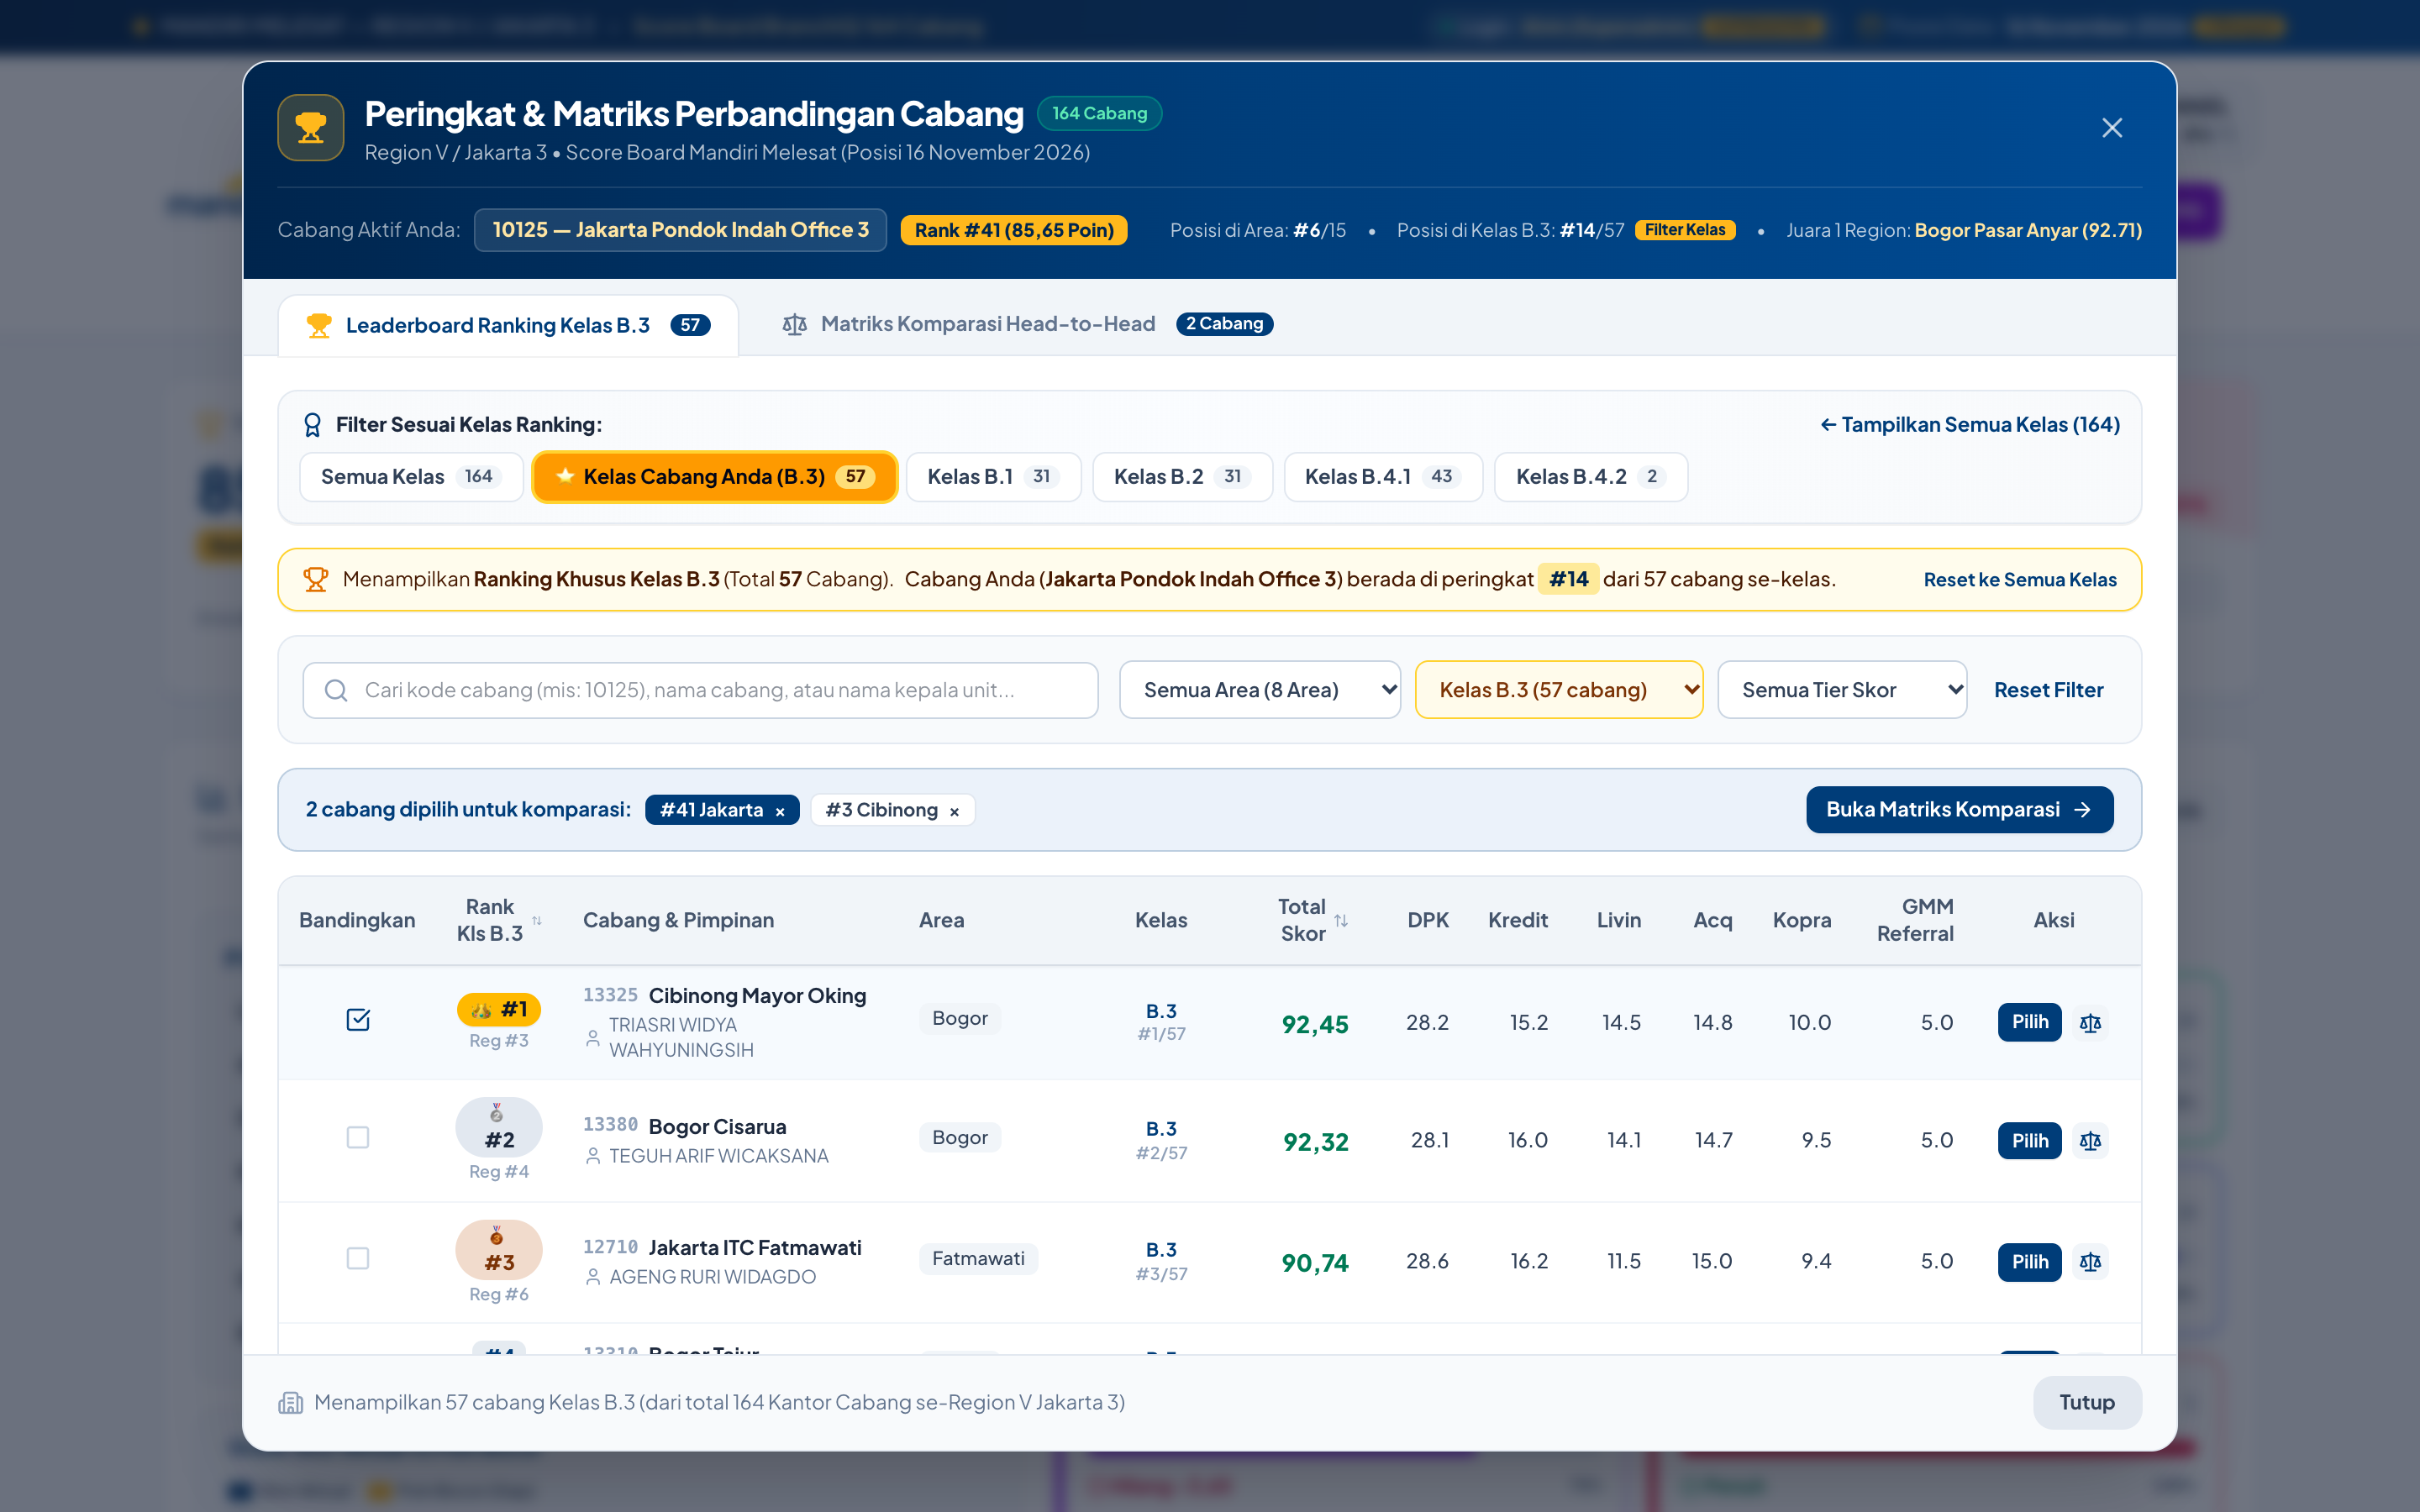 Peringkat & Matriks Perbandingan Cabang 164 Cabang
Region V / Jakarta 3 • Score Board Mandiri Melesat (Posisi 16 November 2026)
Cabang Aktif Anda: 10125 — Jakarta Pondok Indah Office 3 Rank #41 (85,65 Poin) Posisi di Area: #6/15 • Posisi di Kelas B.3: #14/57 Filter Kelas • Juara 1 Region: Bogor Pasar Anyar (92.71)
Leaderboard Ranking Kelas B.3 57 Matriks Komparasi Head-to-Head 2 Cabang
Filter Sesuai Kelas Ranking: ← Tampilkan Semua Kelas (164)
Semua Kelas 164 ⭐ Kelas Cabang Anda (B.3) 57 Kelas B.1 31 Kelas B.2 31 Kelas B.4.1 43 Kelas B.4.2 2
Menampilkan Ranking Khusus Kelas B.3 (Total 57 Cabang). Cabang Anda (Jakarta Pondok Indah Office 3) berada di peringkat #14 dari 57 cabang se-kelas. Reset ke Semua Kelas
Cari kode cabang (mis: 10125), nama cabang, atau nama kepala unit... Semua Area (8 Area) Kelas B.3 (57 cabang) Semua Tier Skor Reset Filter
2 cabang dipilih untuk komparasi: #41 Jakarta × #3 Cibinong × Buka Matriks Komparasi →
Bandingkan Rank Kls B.3 Cabang & Pimpinan Area Kelas Total Skor DPK Kredit Livin Acq Kopra GMM Referral Aksi
#1 13325 Cibinong Mayor Oking Bogor B.3 92,45 28.2 15.2 14.5 14.8 10.0 5.0 Pilih
Reg #3 TRIASRI WIDYA WAHYUNINGSIH #1/57
#2 13380 Bogor Cisarua Bogor B.3 92,32 28.1 16.0 14.1 14.7 9.5 5.0 Pilih
Reg #4 TEGUH ARIF WICAKSANA #2/57
#3 12710 Jakarta ITC Fatmawati Fatmawati B.3 90,74 28.6 16.2 11.5 15.0 9.4 5.0 Pilih
Reg #6 AGENG RURI WIDAGDO #3/57
Menampilkan 57 cabang Kelas B.3 (dari total 164 Kantor Cabang se-Region V Jakarta 3) Tutup